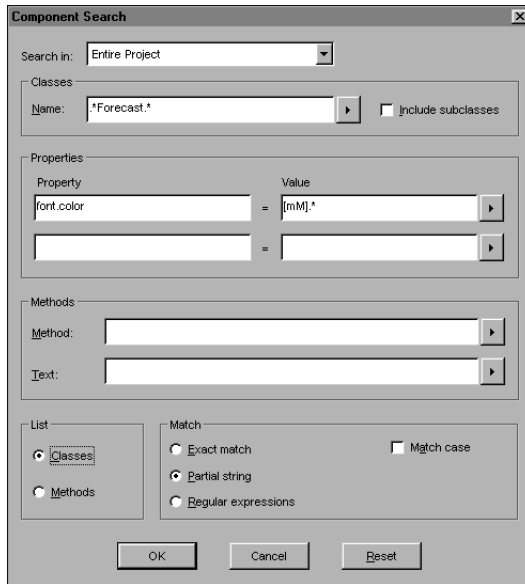 Component Search
Search in: Entire Project
Classes
Name: .*Forecast.* Include subclasses
Properties
Property Value
font.color = [mM].*
=
Methods
Method:
Text:
List Match
Classes Exact match Match case
Partial string
Methods
Regular expressions
OK Cancel Reset